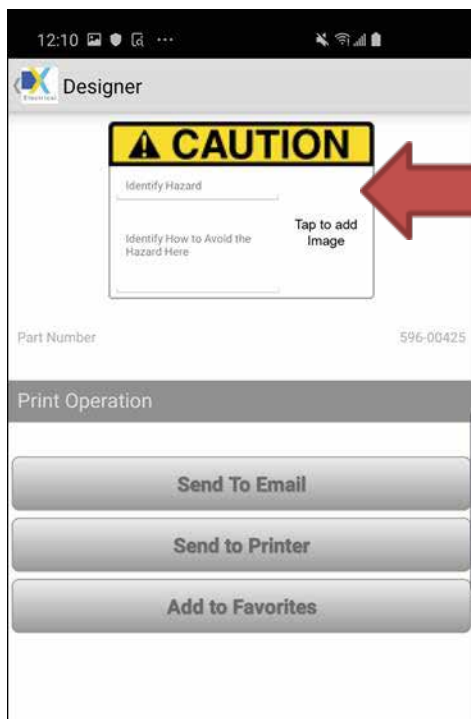 12:10
Electrical
Designer
CAUTION
Identify Hazard
Identify How to Avoid the
Hazard Here
Tap to add
Image
Part Number 596-00425
Print Operation
Send To Email
Send to Printer
Add to Favorites